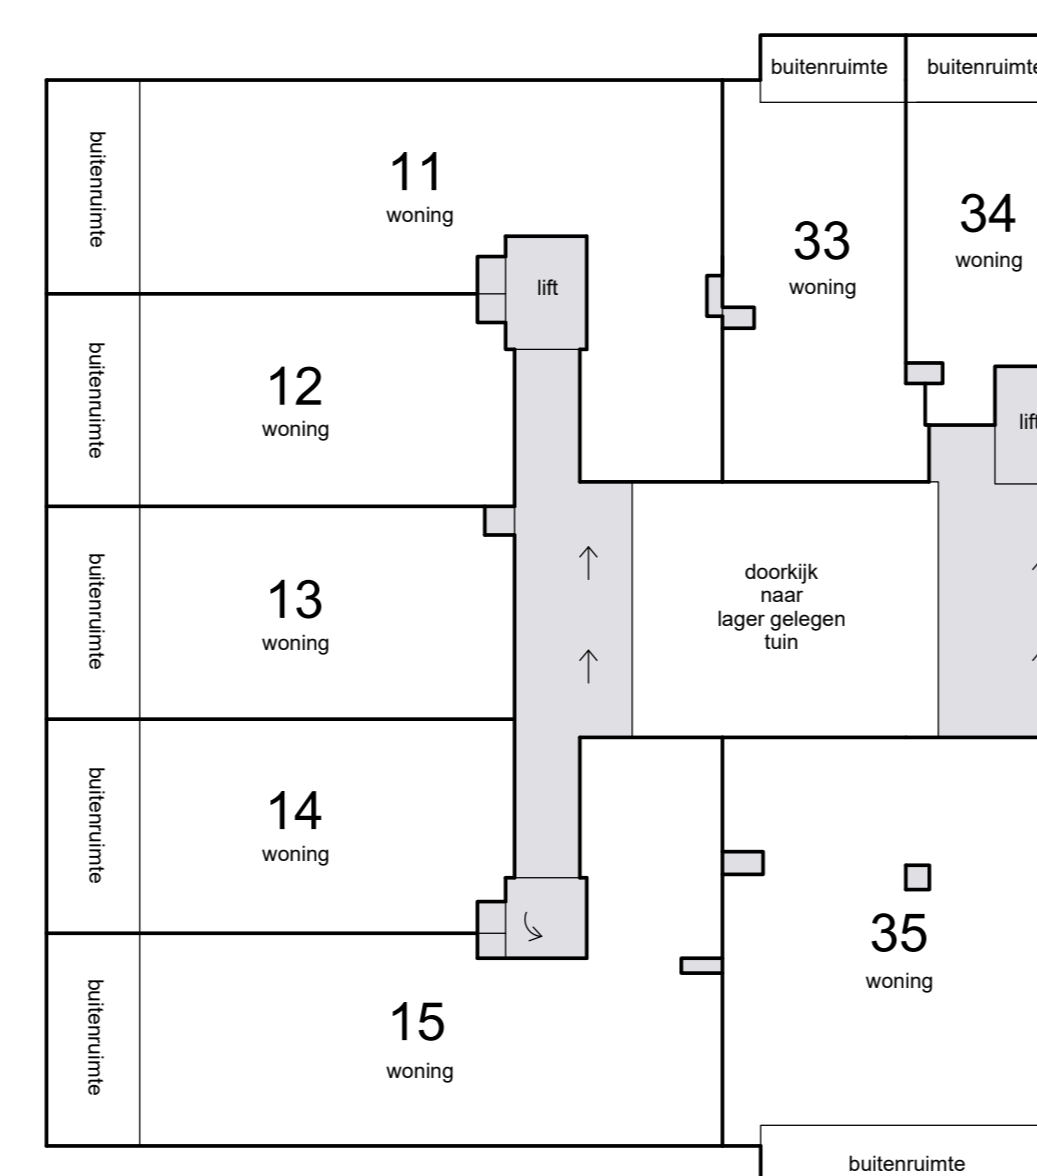 buitenruimte
buitenruimte
buitenruimte
11
woning
33
woning
34
woning
lift
buitenruimte
12
woning
lift
buitenruimte
13
woning
doorkijk
naar
lager gelegen
tuin
buitenruimte
14
woning
35
woning
buitenruimte
15
woning
buitenruimte